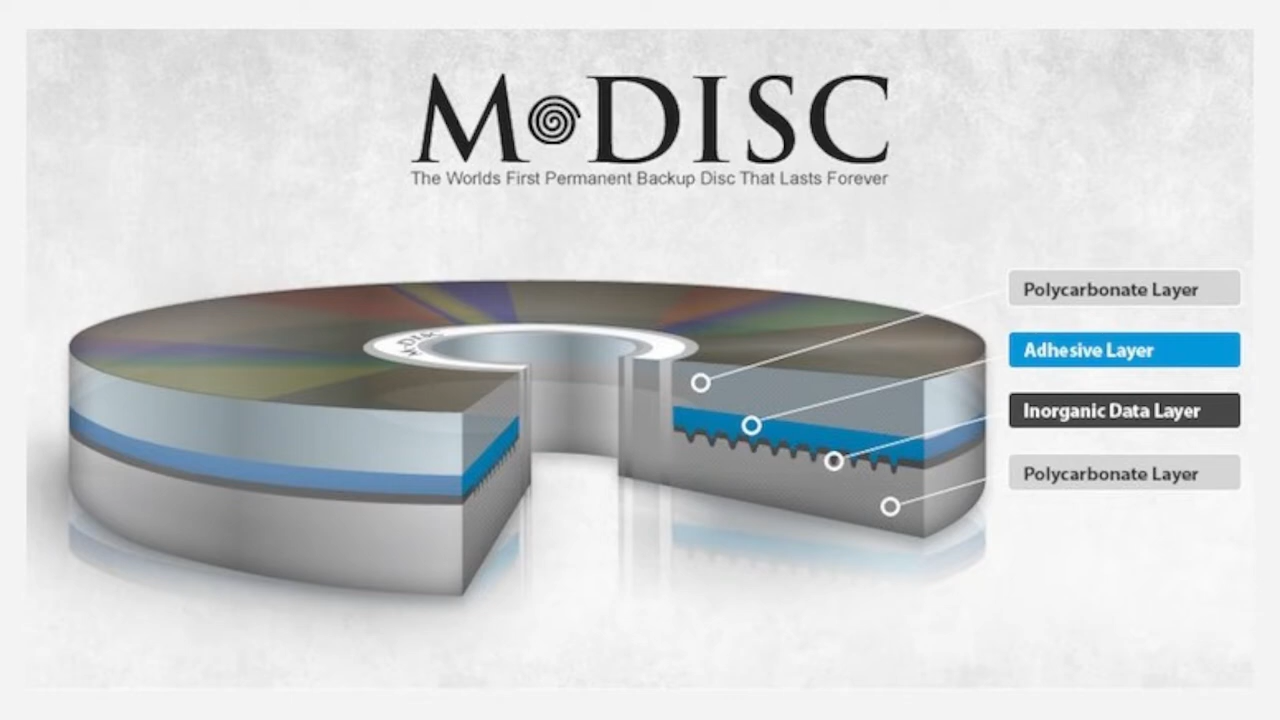 M DISC
The Worlds First Permanent Backup Disc That Lasts Forever
M-DISC
Polycarbonate Layer
Adhesive Layer
Inorganic Data Layer
Polycarbonate Layer